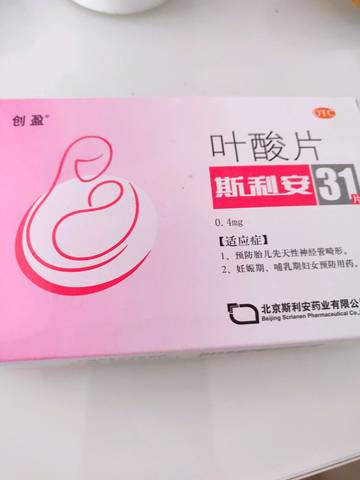 创盈®
OTC
叶酸片
斯利安 31片
0.4mg
【适应症】
1、预防胎儿先天性神经管畸形。
2、妊娠期、哺乳期妇女预防用药。
北京斯利安药业有限公
Beijing Scrianen Pharmaceutical Co.,